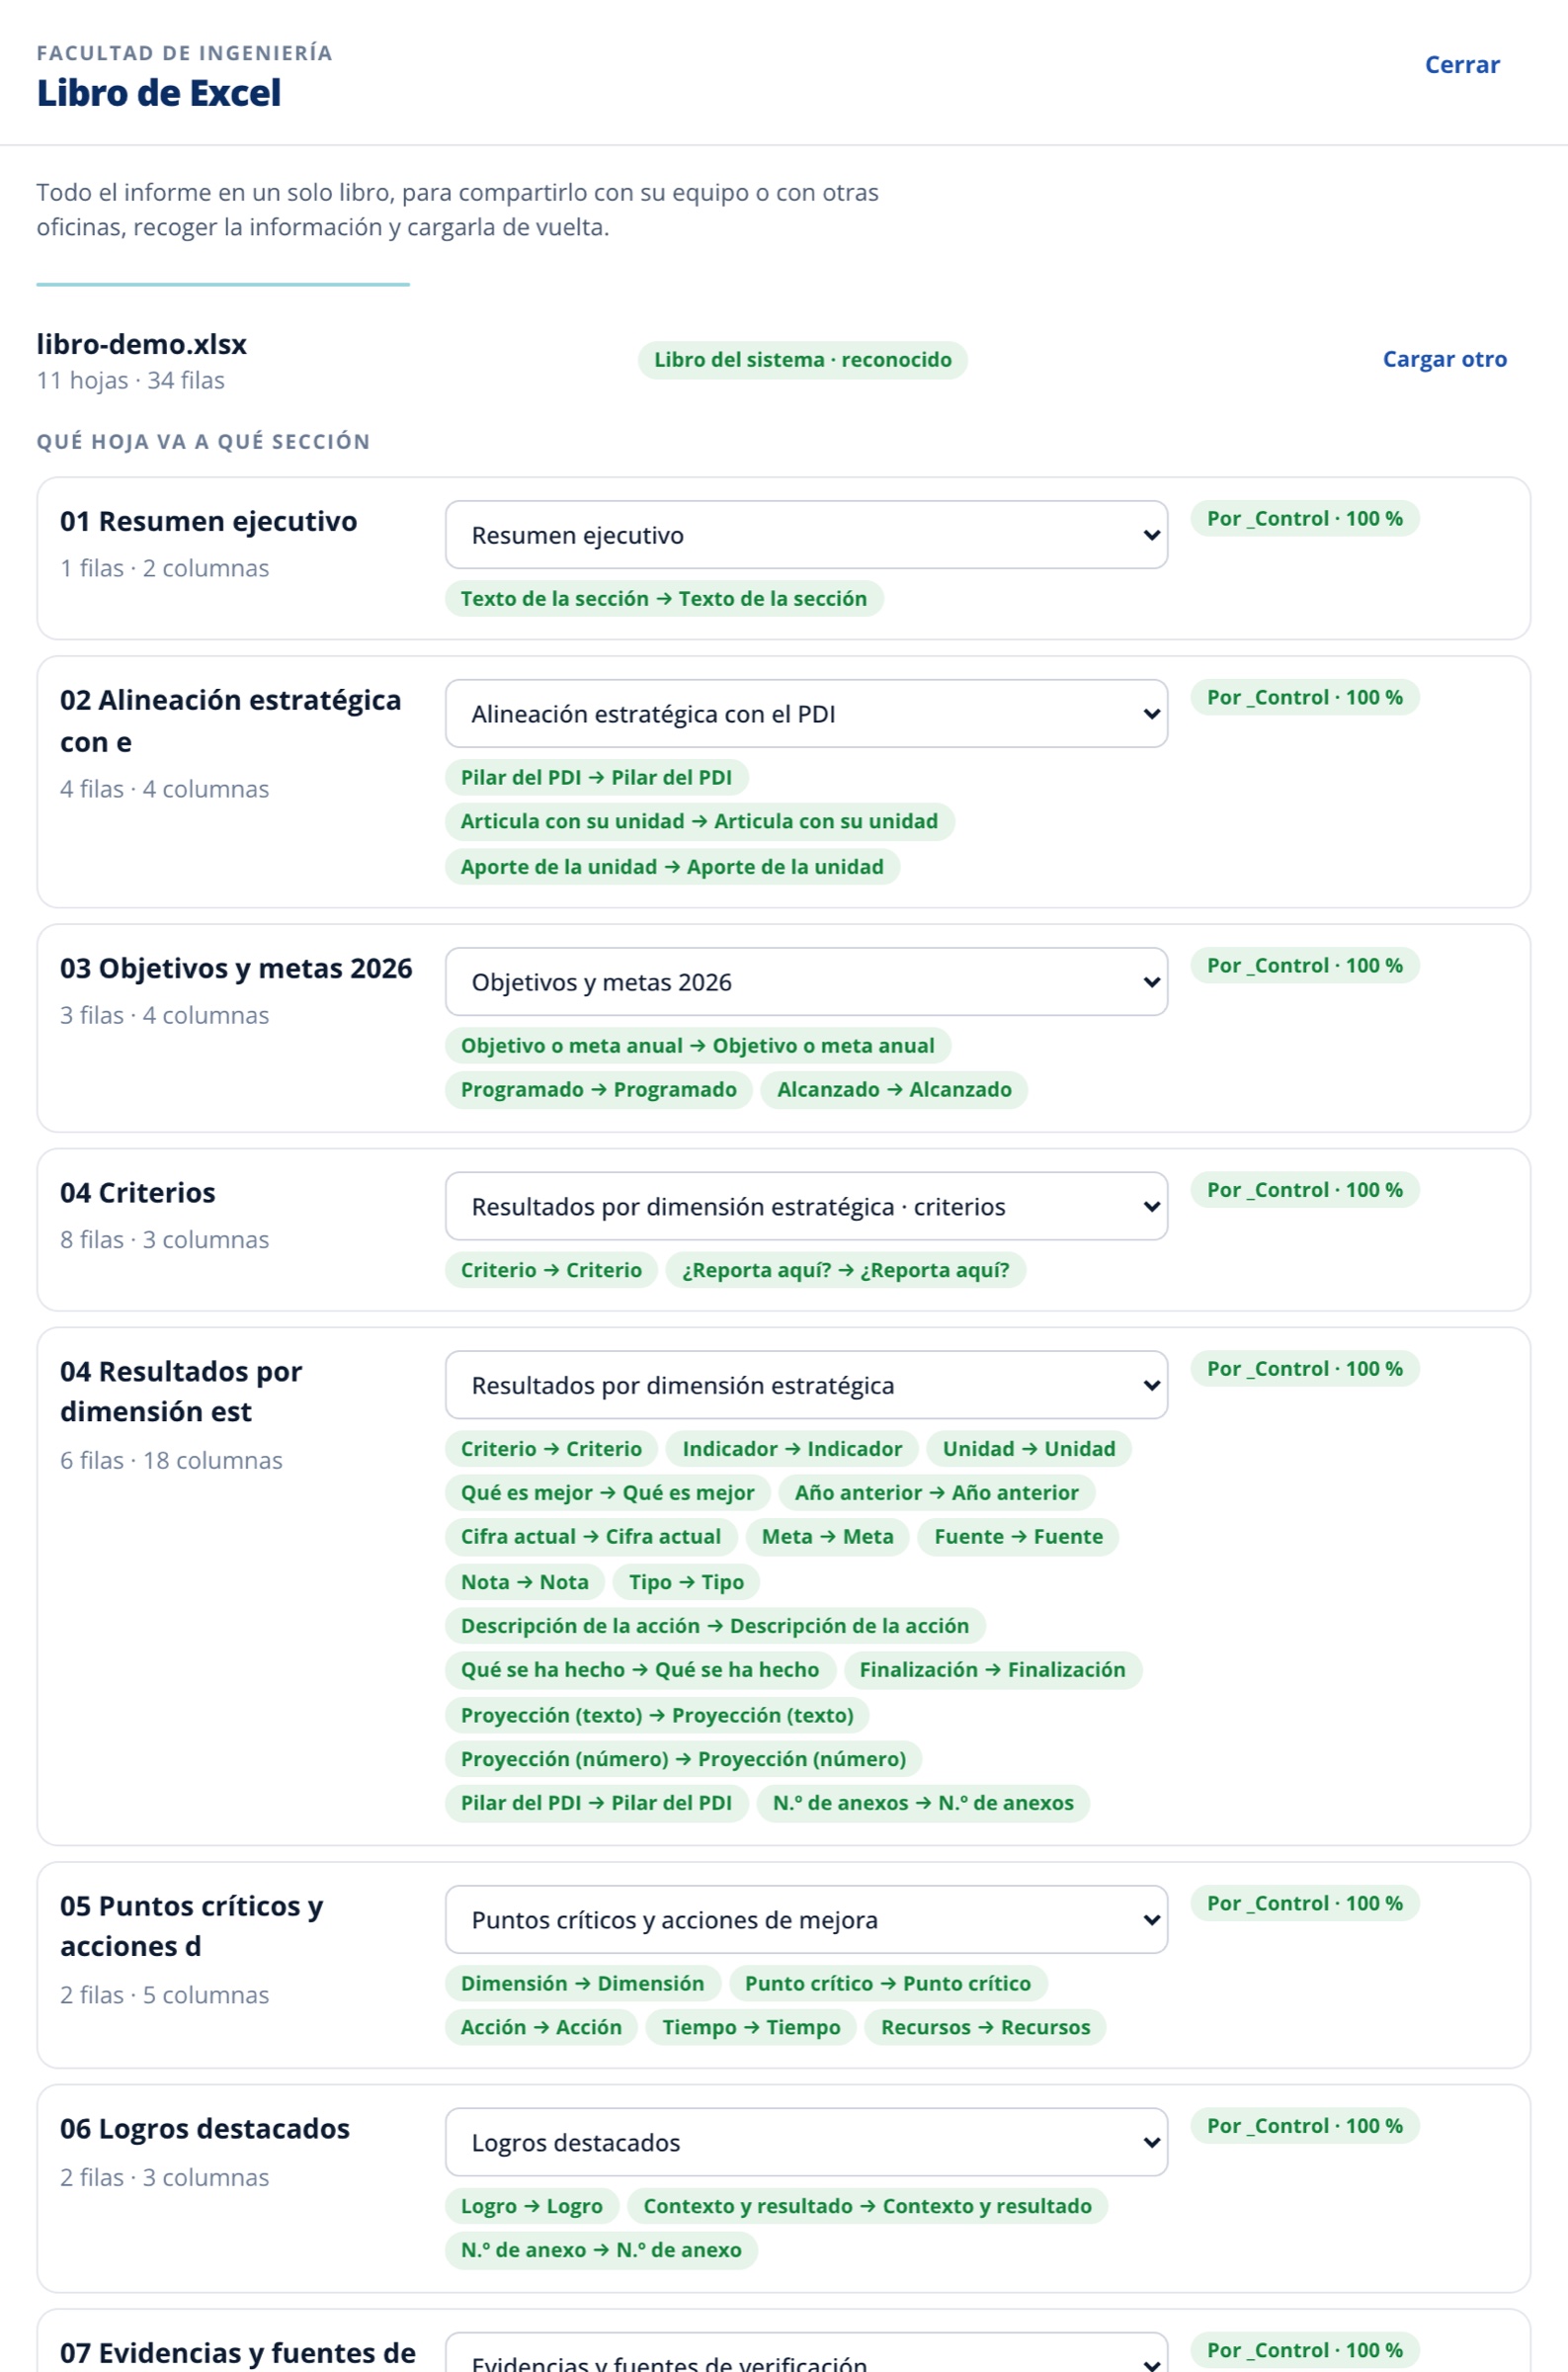 FACULTAD DE INGENIERÍA
Libro de Excel
Cerrar
Todo el informe en un solo libro, para compartirlo con su equipo o con otras
oficinas, recoger la información y cargarla de vuelta.
libro-demo.xlsx
11 hojas · 34 filas
Libro del sistema · reconocido
Cargar otro
QUÉ HOJA VA A QUÉ SECCIÓN
01 Resumen ejecutivo
1 filas · 2 columnas
Resumen ejecutivo
Texto de la sección → Texto de la sección
Por _Control · 100 %
02 Alineación estratégica
con e
4 filas · 4 columnas
Alineación estratégica con el PDI
Pilar del PDI → Pilar del PDI
Articula con su unidad → Articula con su unidad
Aporte de la unidad → Aporte de la unidad
Por _Control · 100 %
03 Objetivos y metas 2026
3 filas · 4 columnas
Objetivos y metas 2026
Objetivo o meta anual → Objetivo o meta anual
Programado → Programado Alcanzado → Alcanzado
Por _Control · 100 %
04 Criterios
8 filas · 3 columnas
Resultados por dimensión estratégica · criterios
Criterio → Criterio ¿Reporta aquí? → ¿Reporta aquí?
Por _Control · 100 %
04 Resultados por
dimensión est
6 filas · 18 columnas
Resultados por dimensión estratégica
Criterio → Criterio Indicador → Indicador Unidad → Unidad
Qué es mejor → Qué es mejor Año anterior → Año anterior
Cifra actual → Cifra actual Meta → Meta Fuente → Fuente
Nota → Nota Tipo → Tipo
Descripción de la acción → Descripción de la acción
Qué se ha hecho → Qué se ha hecho Finalización → Finalización
Proyección (texto) → Proyección (texto)
Proyección (número) → Proyección (número)
Pilar del PDI → Pilar del PDI N.º de anexos → N.º de anexos
Por _Control · 100 %
05 Puntos críticos y
acciones d
2 filas · 5 columnas
Puntos críticos y acciones de mejora
Dimensión → Dimensión Punto crítico → Punto crítico
Acción → Acción Tiempo → Tiempo Recursos → Recursos
Por _Control · 100 %
06 Logros destacados
2 filas · 3 columnas
Logros destacados
Logro → Logro Contexto y resultado → Contexto y resultado
N.º de anexo → N.º de anexo
Por _Control · 100 %
07 Evidencias y fuentes de
Evidencias y fuentes de verificación
Por _Control · 100 %